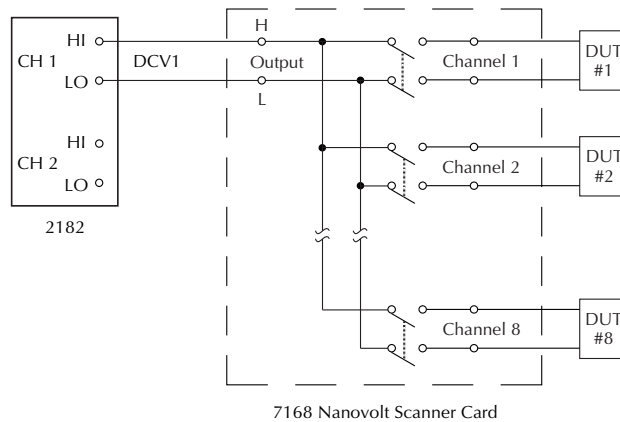 HI
CH 1
DCV1
LO
HI
CH 2
LO
2182
H
Output
L
Channel 1
DUT
#1
Channel 2
DUT
#2
Channel 8
DUT
#8
7168 Nanovolt Scanner Card